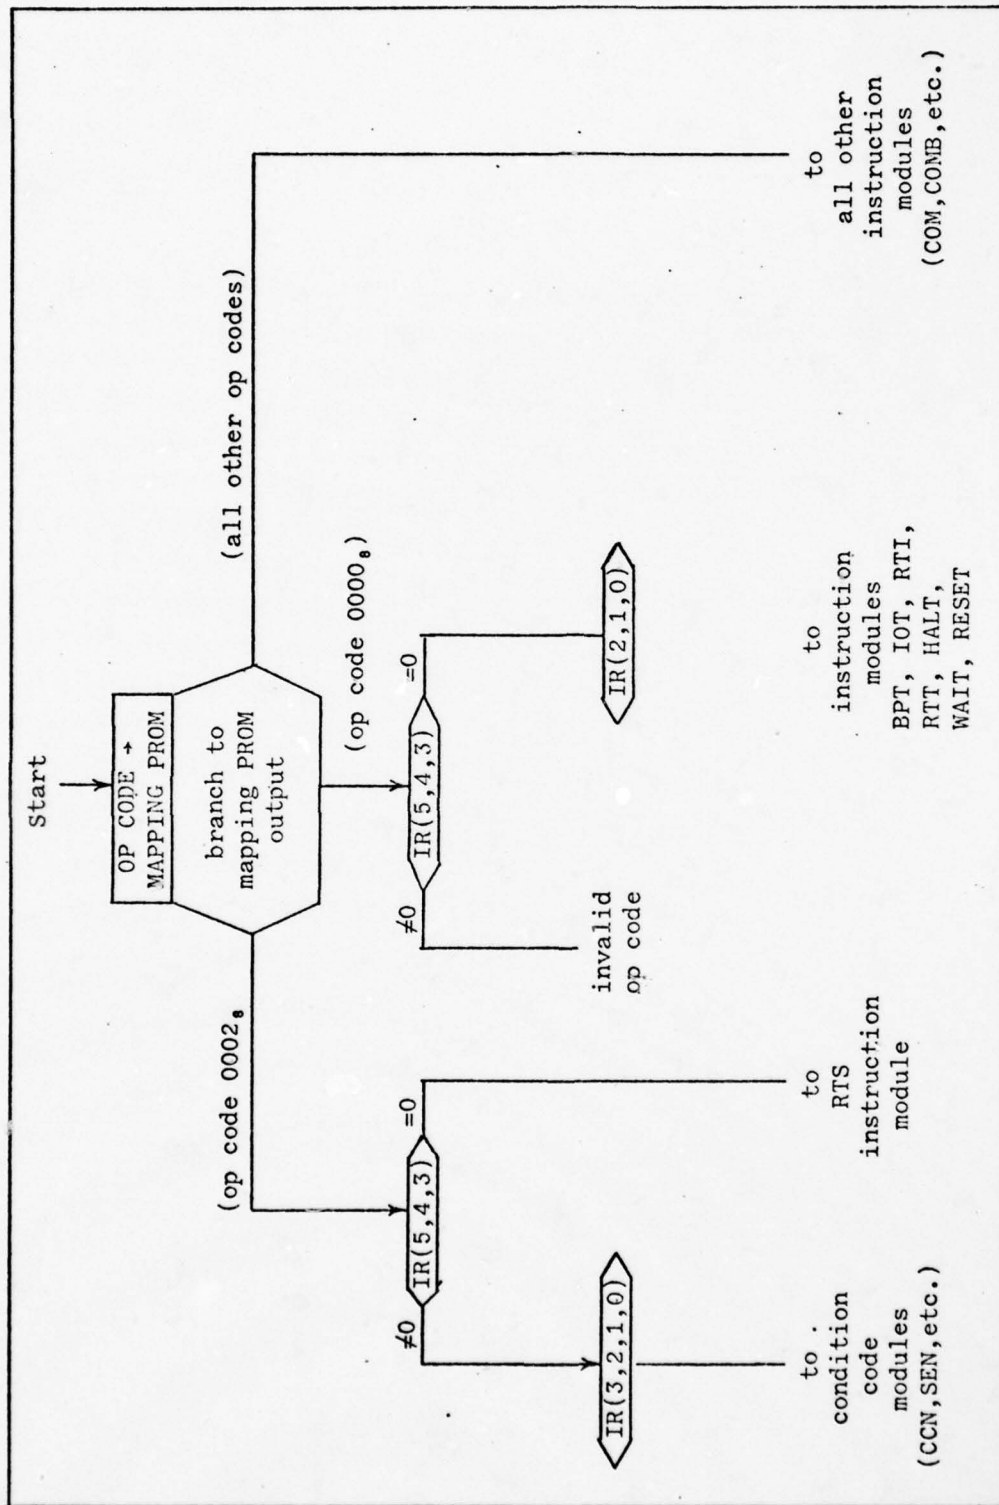 Start
OP CODE →
MAPPING PROM
branch to
mapping PROM
output
(op code 0002₈
(all other op codes)
(op code 0000₈)
≠0
IR(5,4,3)
=0
≠0
IR(5,4,3)
=0
IR(3,2,1,0)
invalid
op code
IR(2,1,0)
to
condition
code
modules
(CCN,SEN,etc.)
to
RTS
instruction
module
to
instruction
modules
BPT, IOT, RTI,
RTT, HALT,
WAIT, RESET
to
all other
instruction
modules
(COM,COMB,etc.)